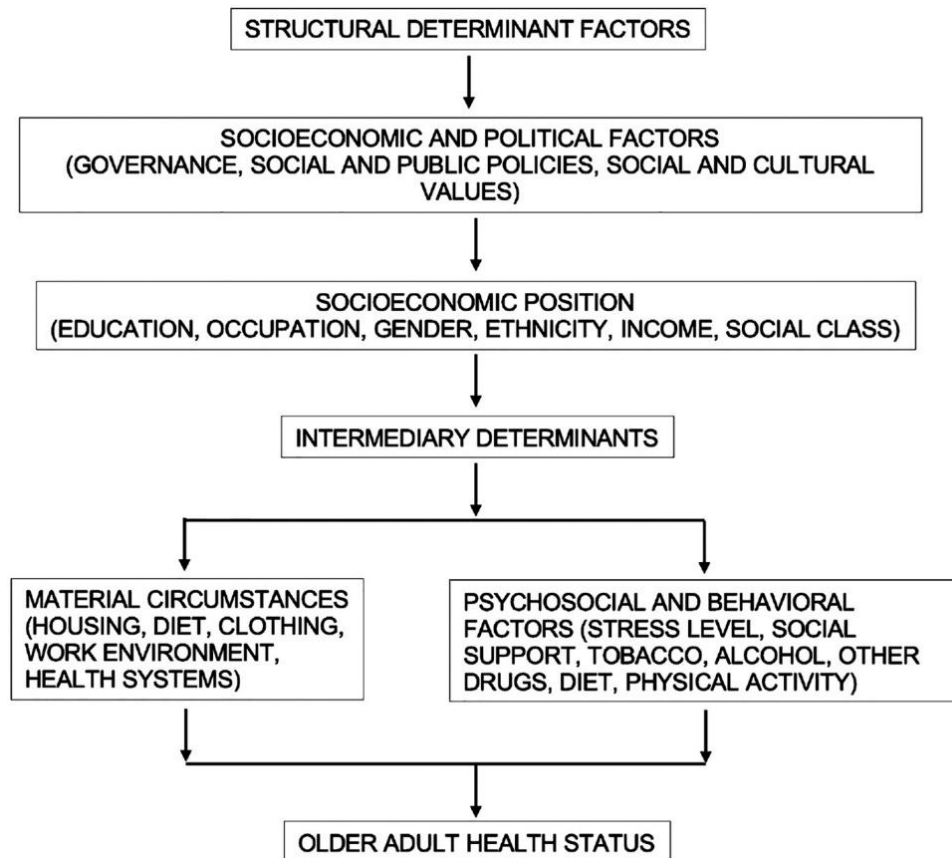 STRUCTURAL DETERMINANT FACTORS
SOCIOECONOMIC AND POLITICAL FACTORS
(GOVERNANCE, SOCIAL AND PUBLIC POLICIES, SOCIAL AND CULTURAL
VALUES)
SOCIOECONOMIC POSITION
(EDUCATION, OCCUPATION, GENDER, ETHNICITY, INCOME, SOCIAL CLASS)
INTERMEDIARY DETERMINANTS
MATERIAL CIRCUMSTANCES
(HOUSING, DIET, CLOTHING,
WORK ENVIRONMENT,
HEALTH SYSTEMS)
PSYCHOSOCIAL AND BEHAVIORAL
FACTORS (STRESS LEVEL, SOCIAL
SUPPORT, TOBACCO, ALCOHOL, OTHER
DRUGS, DIET, PHYSICAL ACTIVITY)
OLDER ADULT HEALTH STATUS